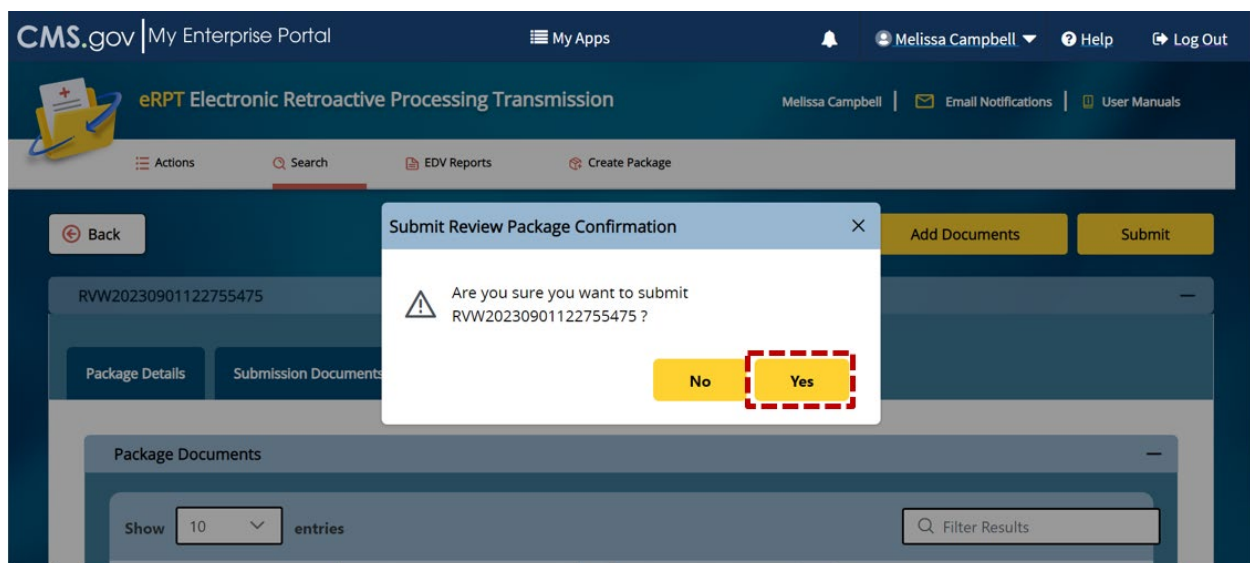 CMS.gov My Enterprise Portal My Apps Melissa Campbell Help Log Out
eRPT Electronic Retroactive Processing Transmission Melissa Campbell Email Notifications User Manuals
Actions Search EDV Reports Create Package
Back Add Documents Submit
Submit Review Package Confirmation
RVW20230901122755475
Are you sure you want to submit
RVW20230901122755475 ?
No Yes
Package Details Submission Documents
Package Documents
Show 10 entries Filter Results